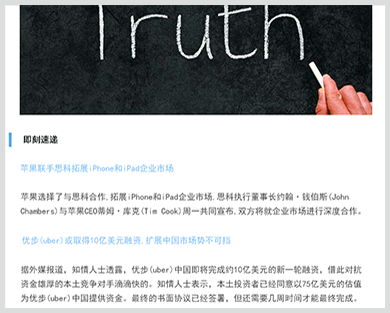 Truth
即刻速递
苹果联手思科拓展iPhone和iPad企业市场
苹果选择了与思科合作,拓展iPhone和iPad企业市场,思科执行董事长约翰·钱伯斯(John
Chambers)与苹果CEO蒂姆·库克(Tim Cook)周一共同宣布,双方将就企业市场进行深度合作。
优步(uber)或取得10亿美元融资,扩展中国市场势不可挡
据外媒报道，知情人士透露，优步(uber)中国即将完成约10亿美元的新一轮融资，借此对抗
资金雄厚的本土竞争对手滴滴快的。知情人士表示，本土投资者已经同意以75亿美元的估值
为优步(uber)中国提供资金。最终的书面协议已经签署，但还需要几周时间才能最终完成。